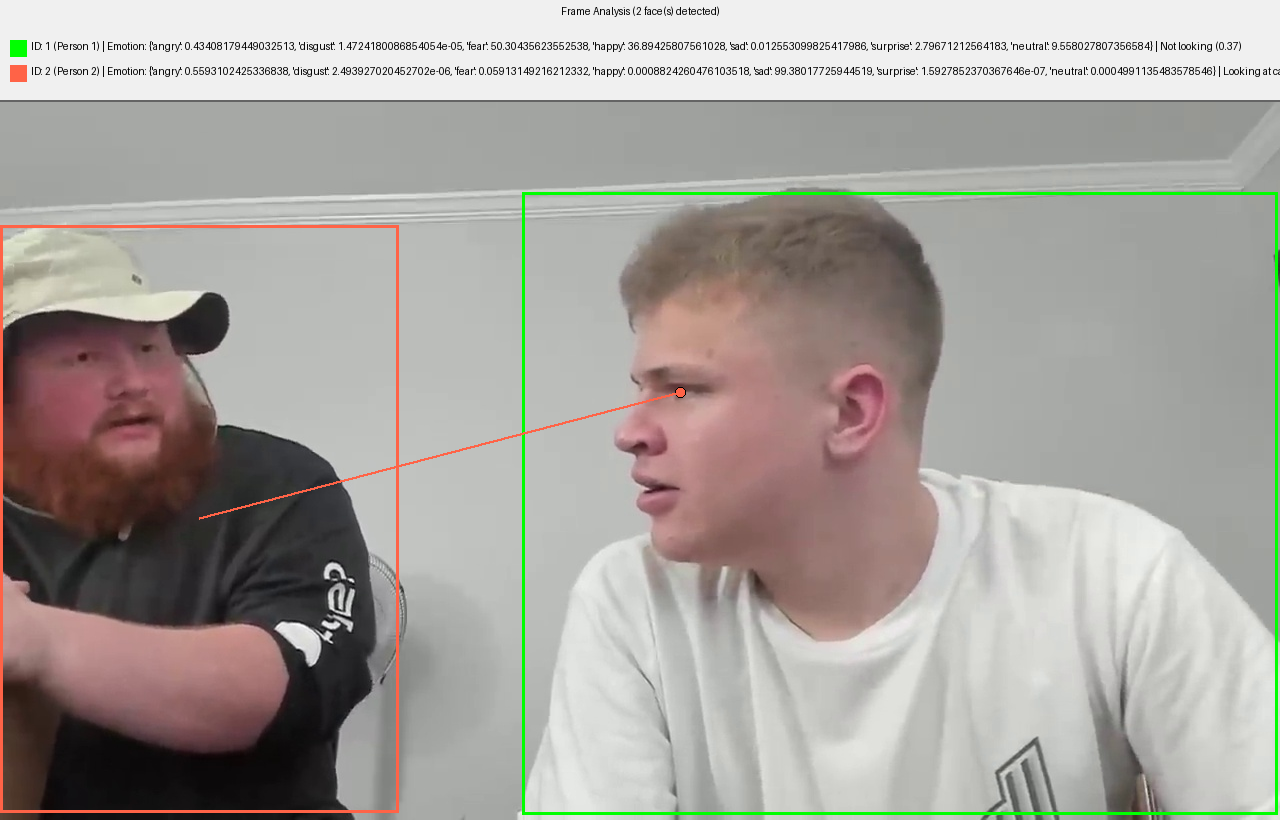 Frame Analysis (2 face(s) detected)
ID: 1 (Person 1) | Emotion: {'angry': 0.43408179449032513, 'disgust': 1.4724180086854054e-05, 'fear': 50.30435623552538, 'happy': 36.89425807561028, 'sad': 0.012553099825417986, 'surprise': 2.79671212564183, 'neutral': 9.558027807356584} | Not looking (0.37)
ID: 2 (Person 2) | Emotion: {'angry': 0.5593102425336838, 'disgust': 2.493927020452702e-06, 'fear': 0.05913149216212332, 'happy': 0.0008824260476103518, 'sad': 99.38017725944519, 'surprise': 1.5927852370367646e-07, 'neutral': 0.0004991135483578546} | Looking at ca